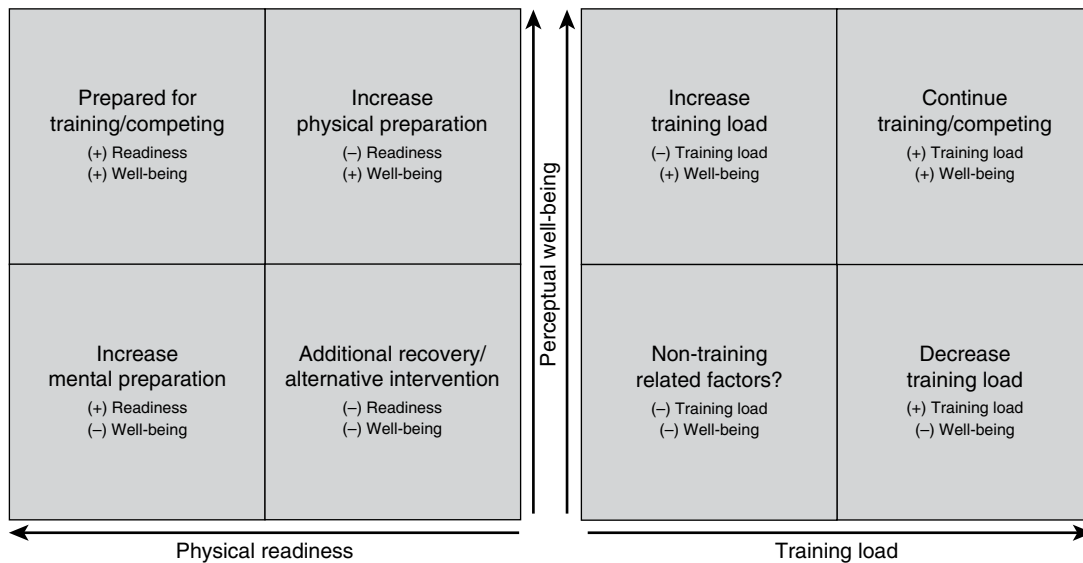 Prepared for
training/competing
(+) Readiness
(+) Well-being
Increase
physical preparation
(–) Readiness
(+) Well-being
Increase
mental preparation
(+) Readiness
(–) Well-being
Additional recovery/
alternative intervention
(–) Readiness
(–) Well-being
Physical readiness
Perceptual well-being
Increase
training load
(–) Training load
(+) Well-being
Continue
training/competing
(+) Training load
(+) Well-being
Non-training
related factors?
(–) Training load
(–) Well-being
Decrease
training load
(+) Training load
(–) Well-being
Training load